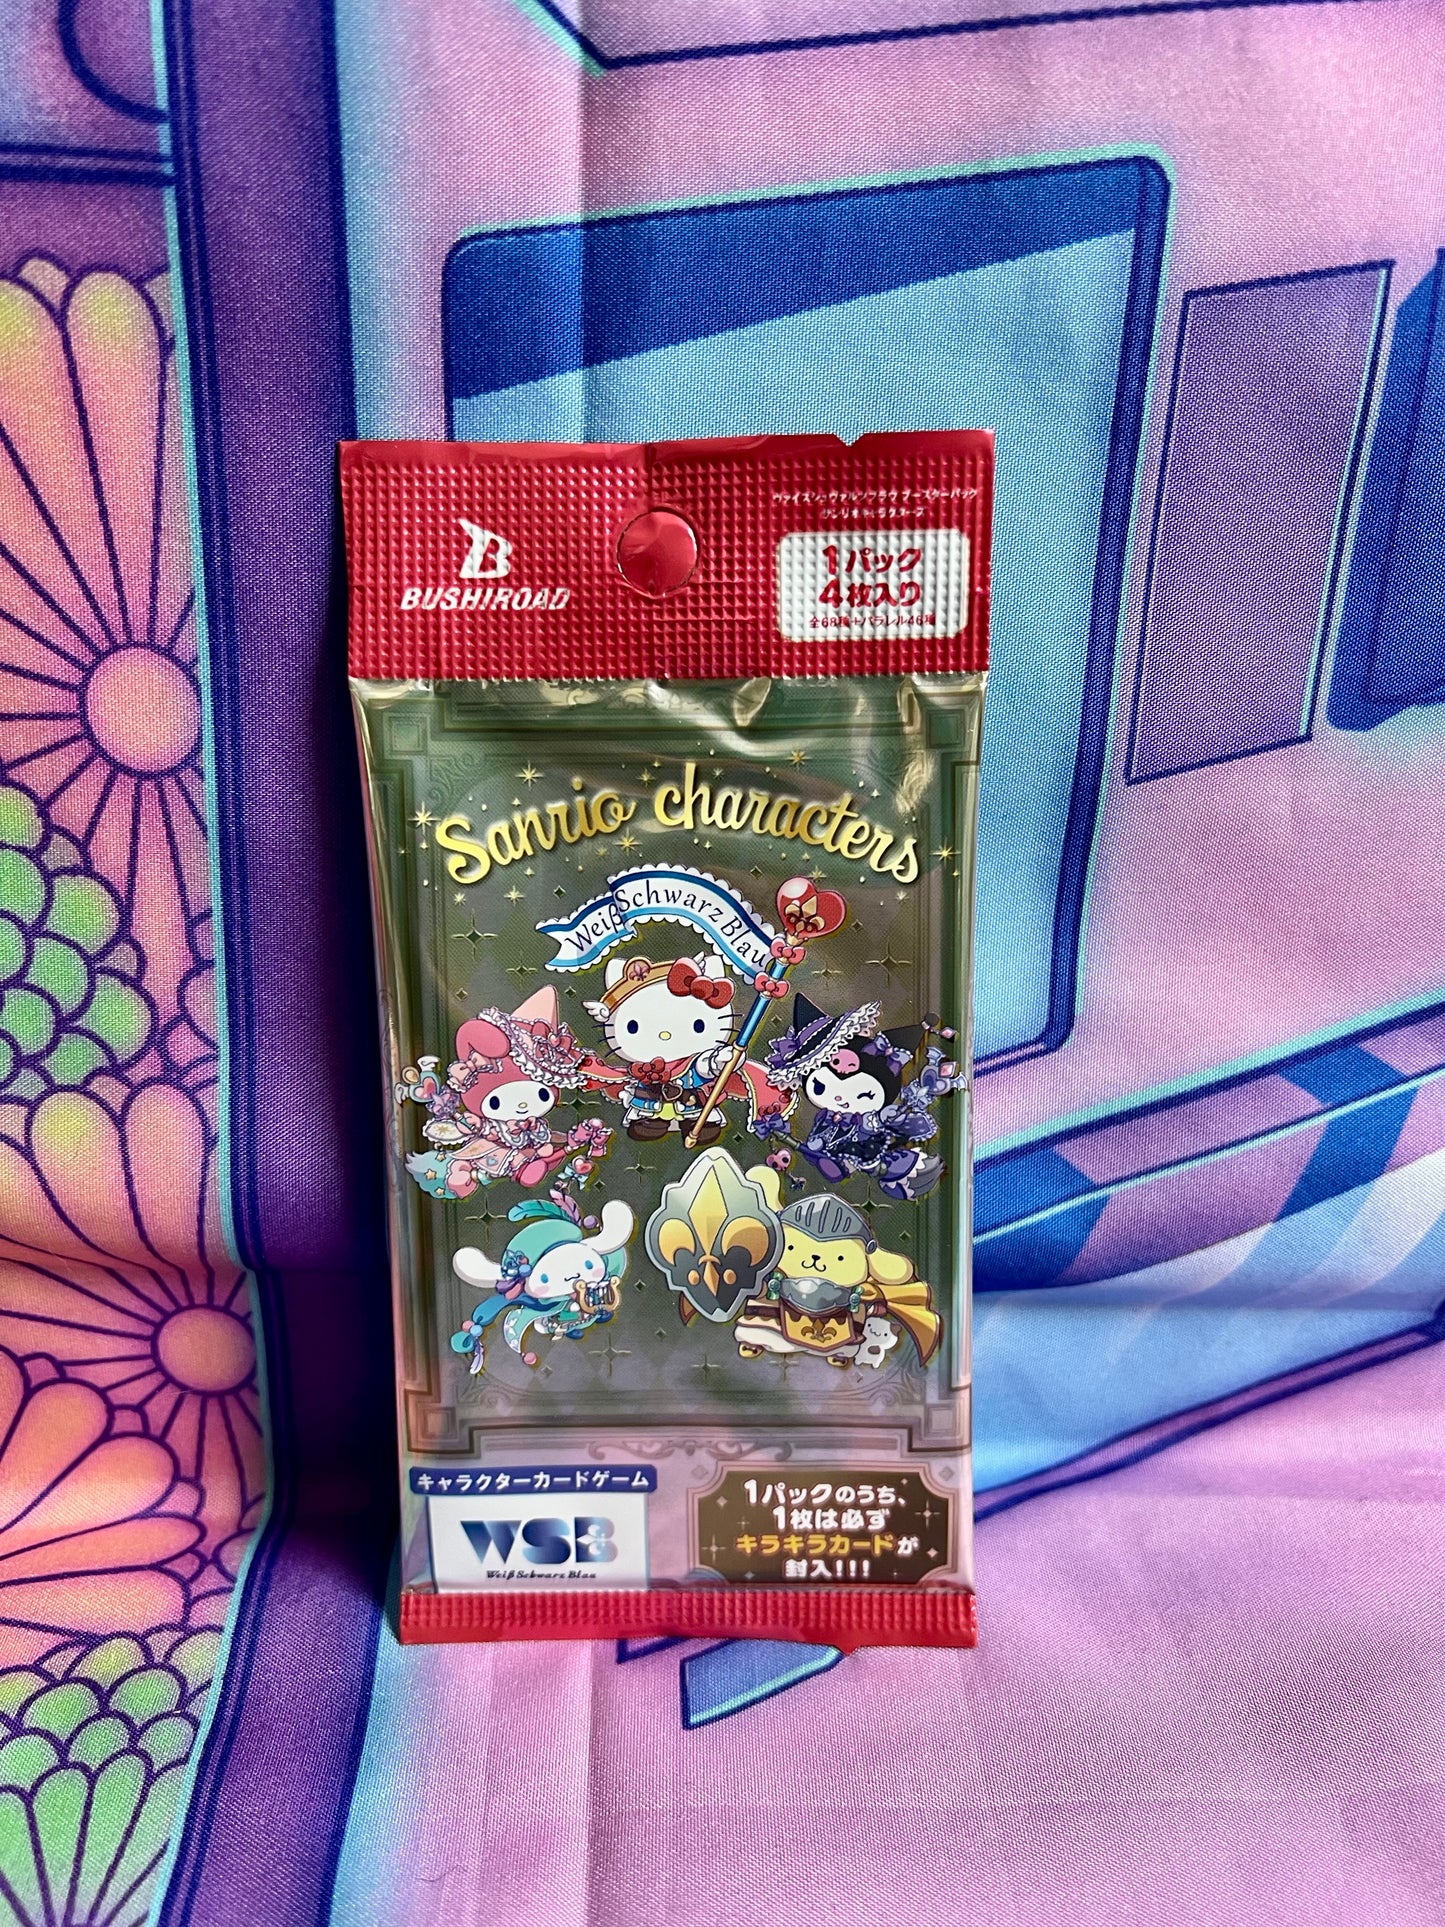 BUSHIROAD
ヴァイスシュヴァルツブラウ ブースターパック
サンリオキャラクターズ
1パック
4枚入り
全68種+パラレル46種
Sanrio characters
Weiß Schwarz Blau
キャラクターカードゲーム
WSB
Weiß Schwarz Blau
1パックのうち、
1枚は必ず
キラキラカードが
封入!!!